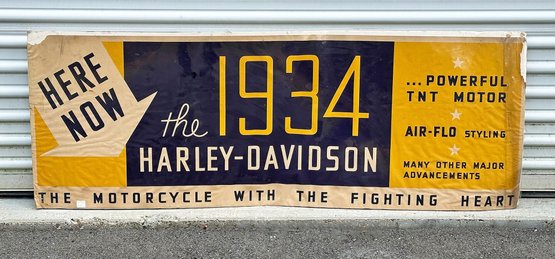 HERE
NOW
the 1934
HARLEY-DAVIDSON
...POWERFUL
TNT MOTOR
AIR-FLO STYLING
MANY OTHER MAJOR
ADVANCEMENTS
THE MOTORCYCLE WITH THE FIGHTING HEART